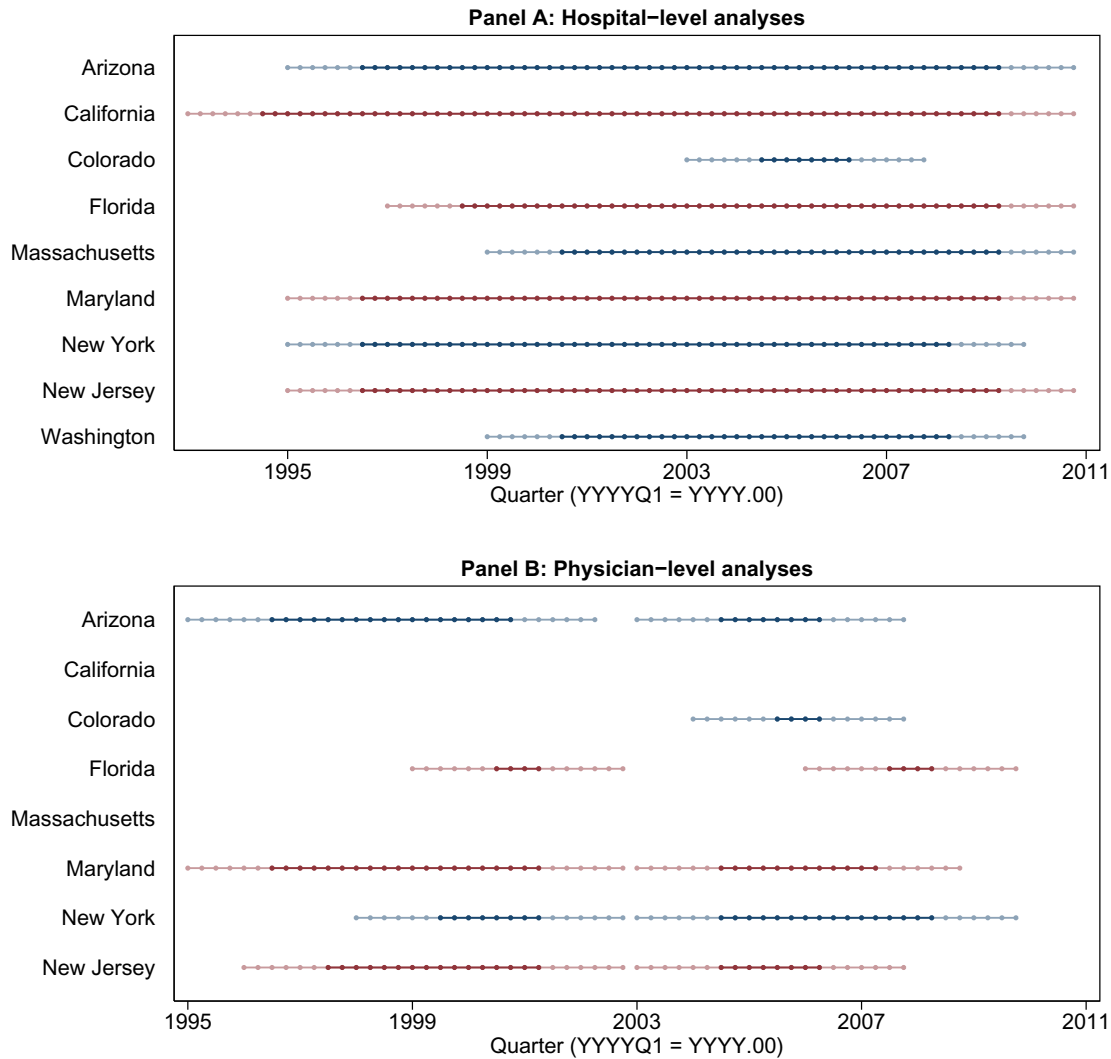 Panel A: Hospital−level analyses
Arizona
California
Colorado
Florida
Massachusetts
Maryland
New York
New Jersey
Washington
1995 1999 2003 2007 2011
Quarter (YYYYQ1 = YYYY.00)
Panel B: Physician−level analyses
Arizona
California
Colorado
Florida
Massachusetts
Maryland
New York
New Jersey
1995 1999 2003 2007 2011
Quarter (YYYYQ1 = YYYY.00)